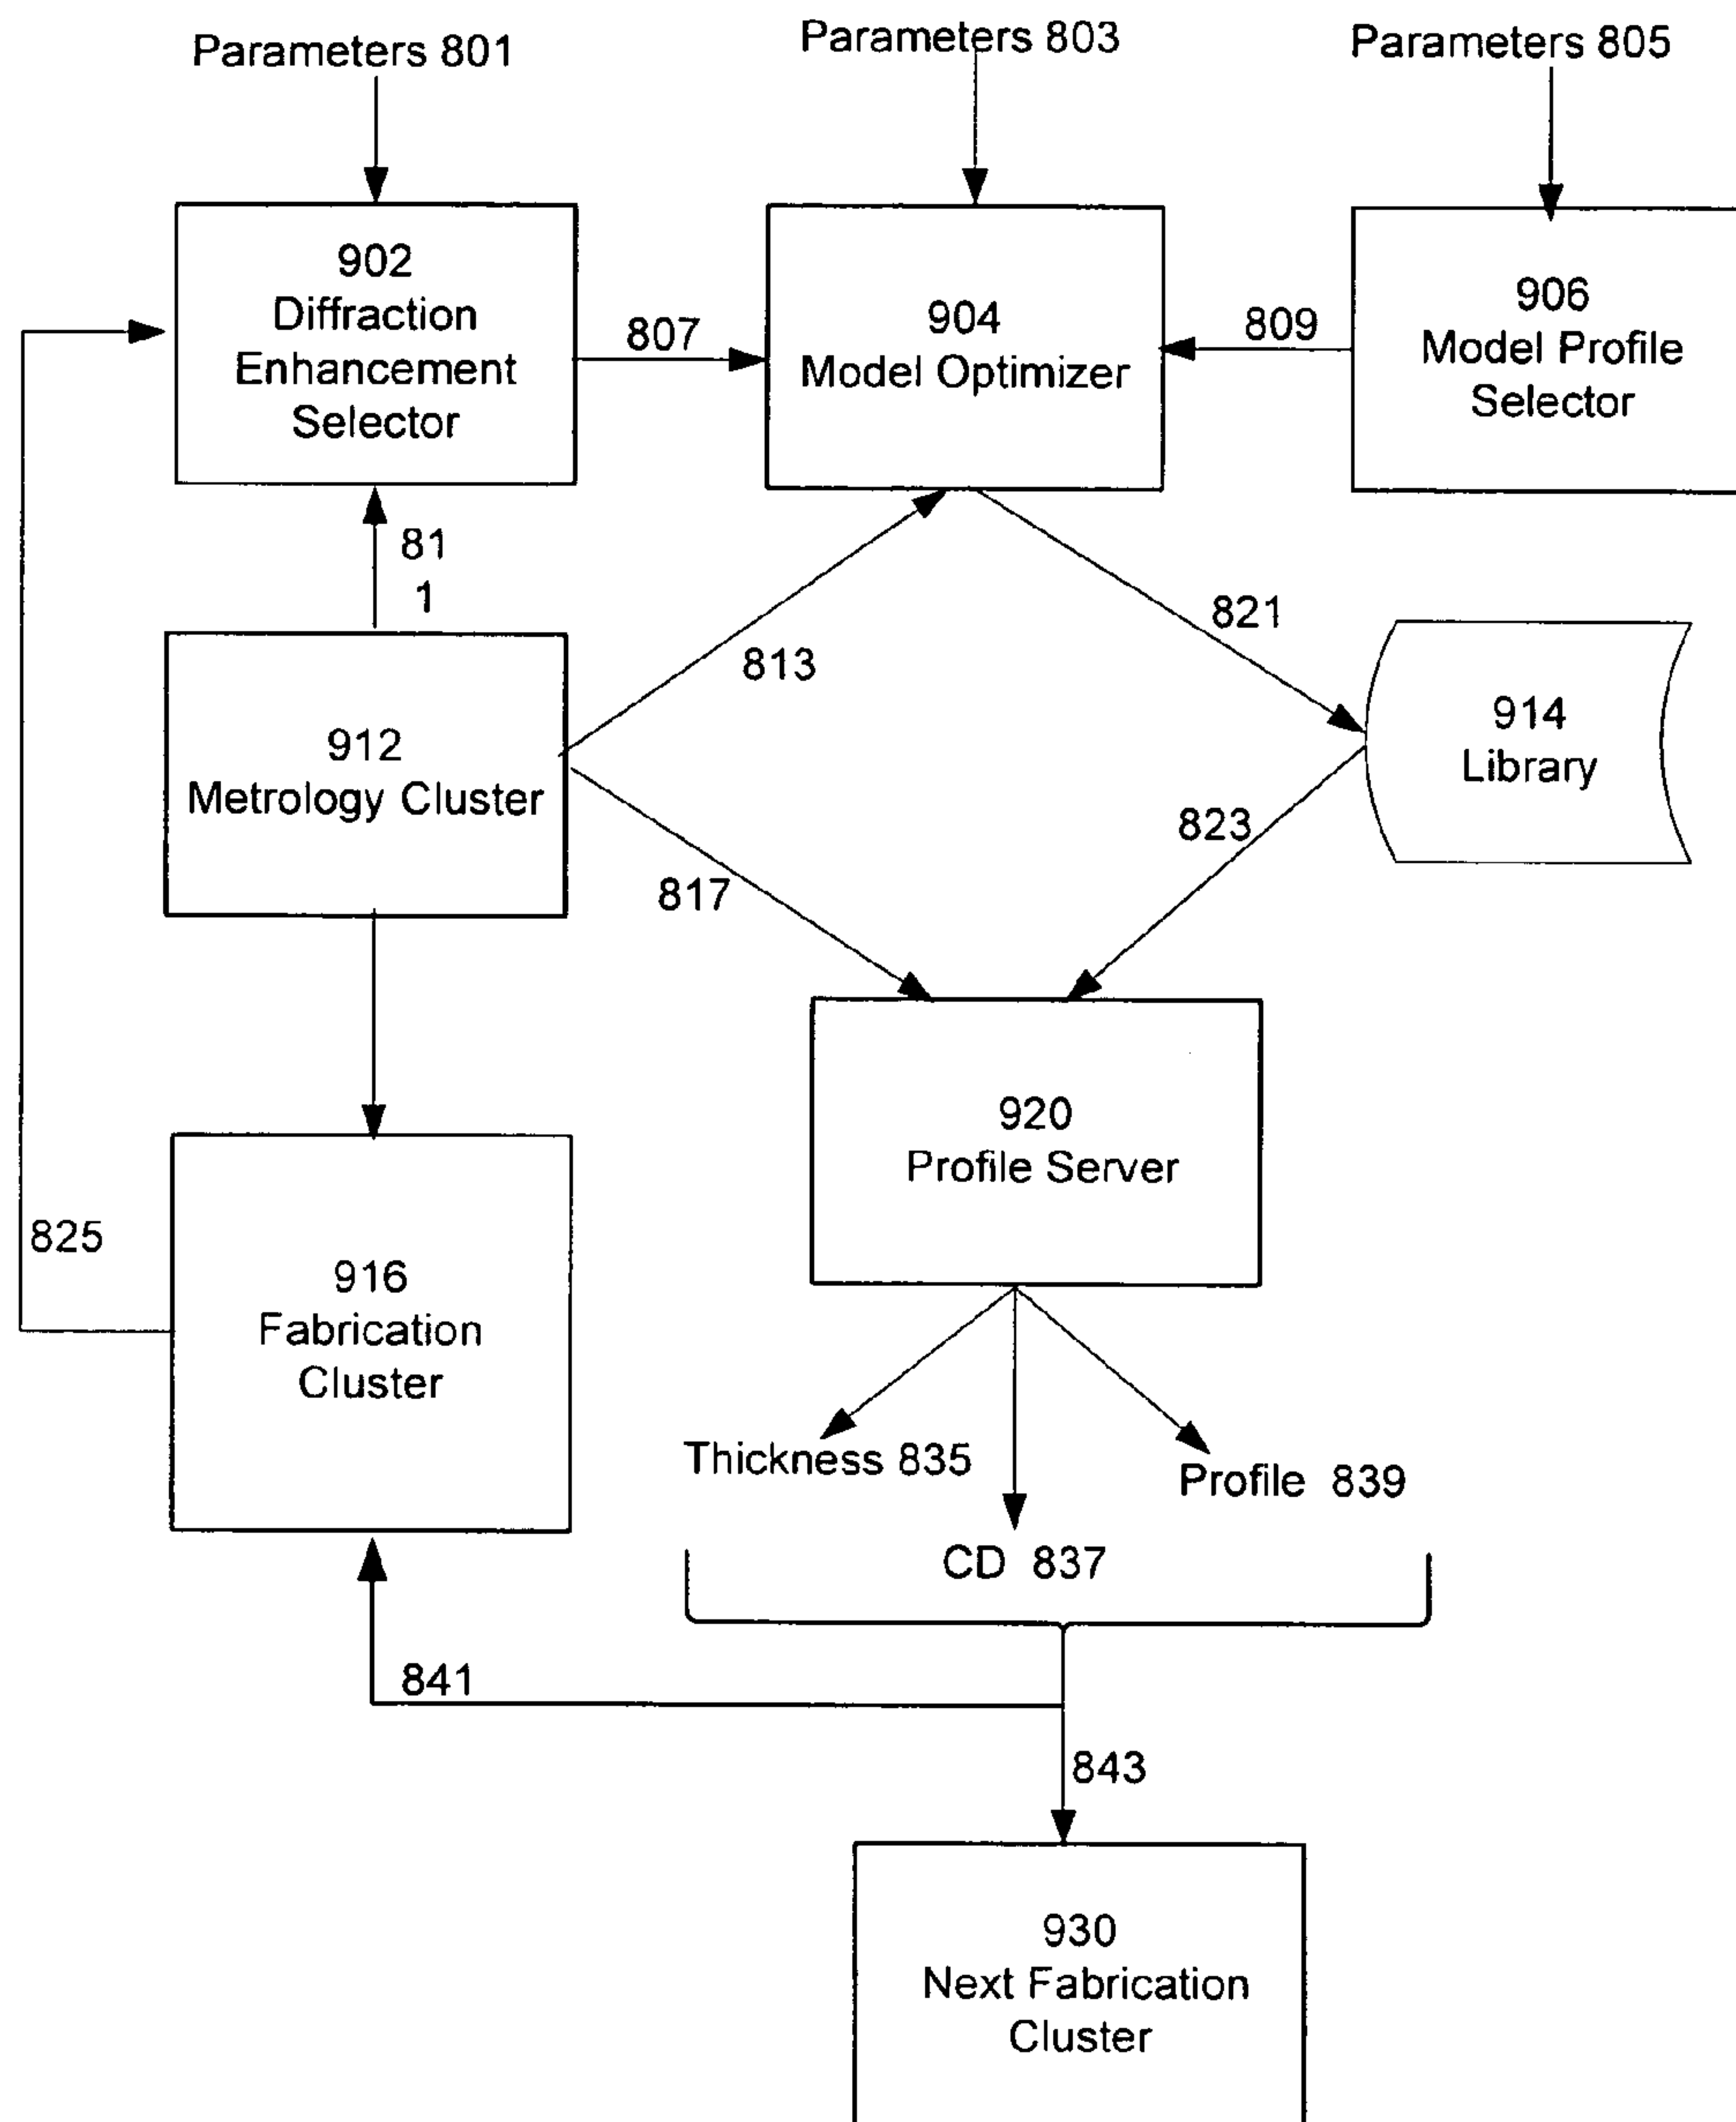 Parameters 801
Parameters 803
Parameters 805
902
Diffraction
Enhancement
Selector
807
904
Model Optimizer
809
906
Model Profile
Selector
81
1
813
821
912
Metrology Cluster
914
Library
817
823
920
Profile Server
825
916
Fabrication
Cluster
Thickness 835
Profile 839
CD 837
841
843
930
Next Fabrication
Cluster